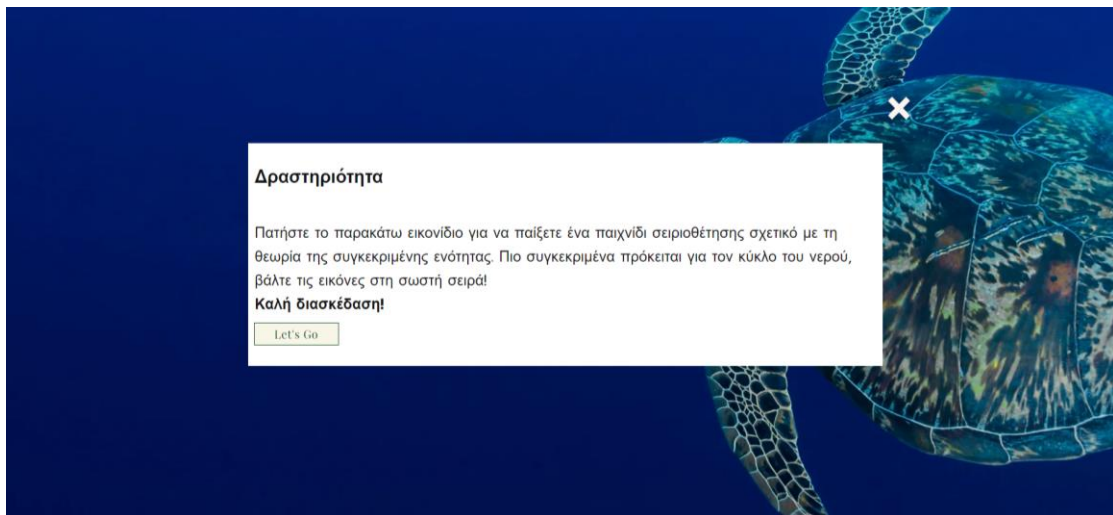 Δραστηριότητα
Πατήστε το παρακάτω εικονίδιο για να παίξετε ένα παιχνίδι σειριοθέτησης σχετικό με τη
θεωρία της συγκεκριμένης ενότητας. Πιο συγκεκριμένα πρόκειται για τον κύκλο του νερού,
βάλτε τις εικόνες στη σωστή σειρά!
Καλή διασκέδαση!
Let's Go